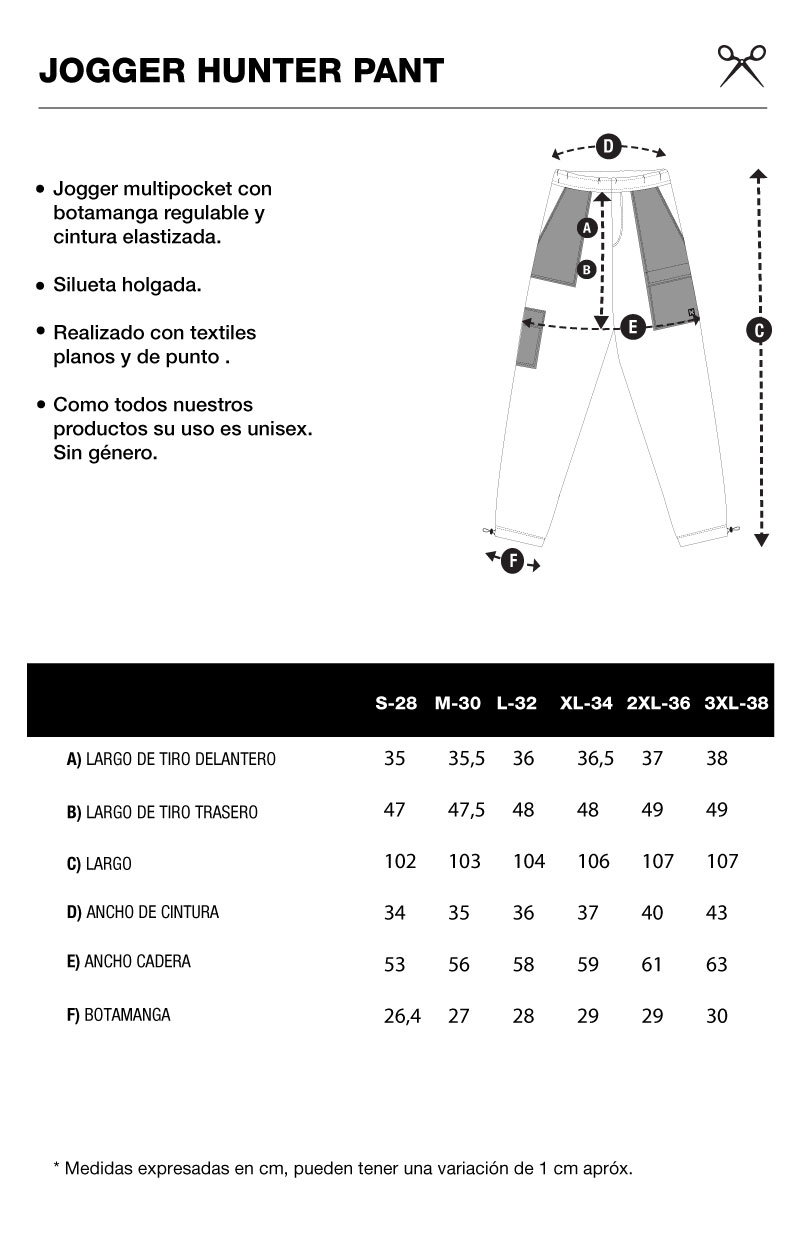 JOGGER HUNTER PANT
• Jogger multipocket con
botamanga regulable y
cintura elastizada.
• Silueta holgada.
• Realizado con textiles
planos y de punto .
• Como todos nuestros
productos su uso es unisex.
Sin género.
D
A
B
E
C
F
S-28 M-30 L-32 XL-34 2XL-36 3XL-38
A) LARGO DE TIRO DELANTERO 35 35,5 36 36,5 37 38
B) LARGO DE TIRO TRASERO 47 47,5 48 48 49 49
C) LARGO 102 103 104 106 107 107
D) ANCHO DE CINTURA 34 35 36 37 40 43
E) ANCHO CADERA 53 56 58 59 61 63
F) BOTAMANGA 26,4 27 28 29 29 30
* Medidas expresadas en cm, pueden tener una variación de 1 cm apróx.